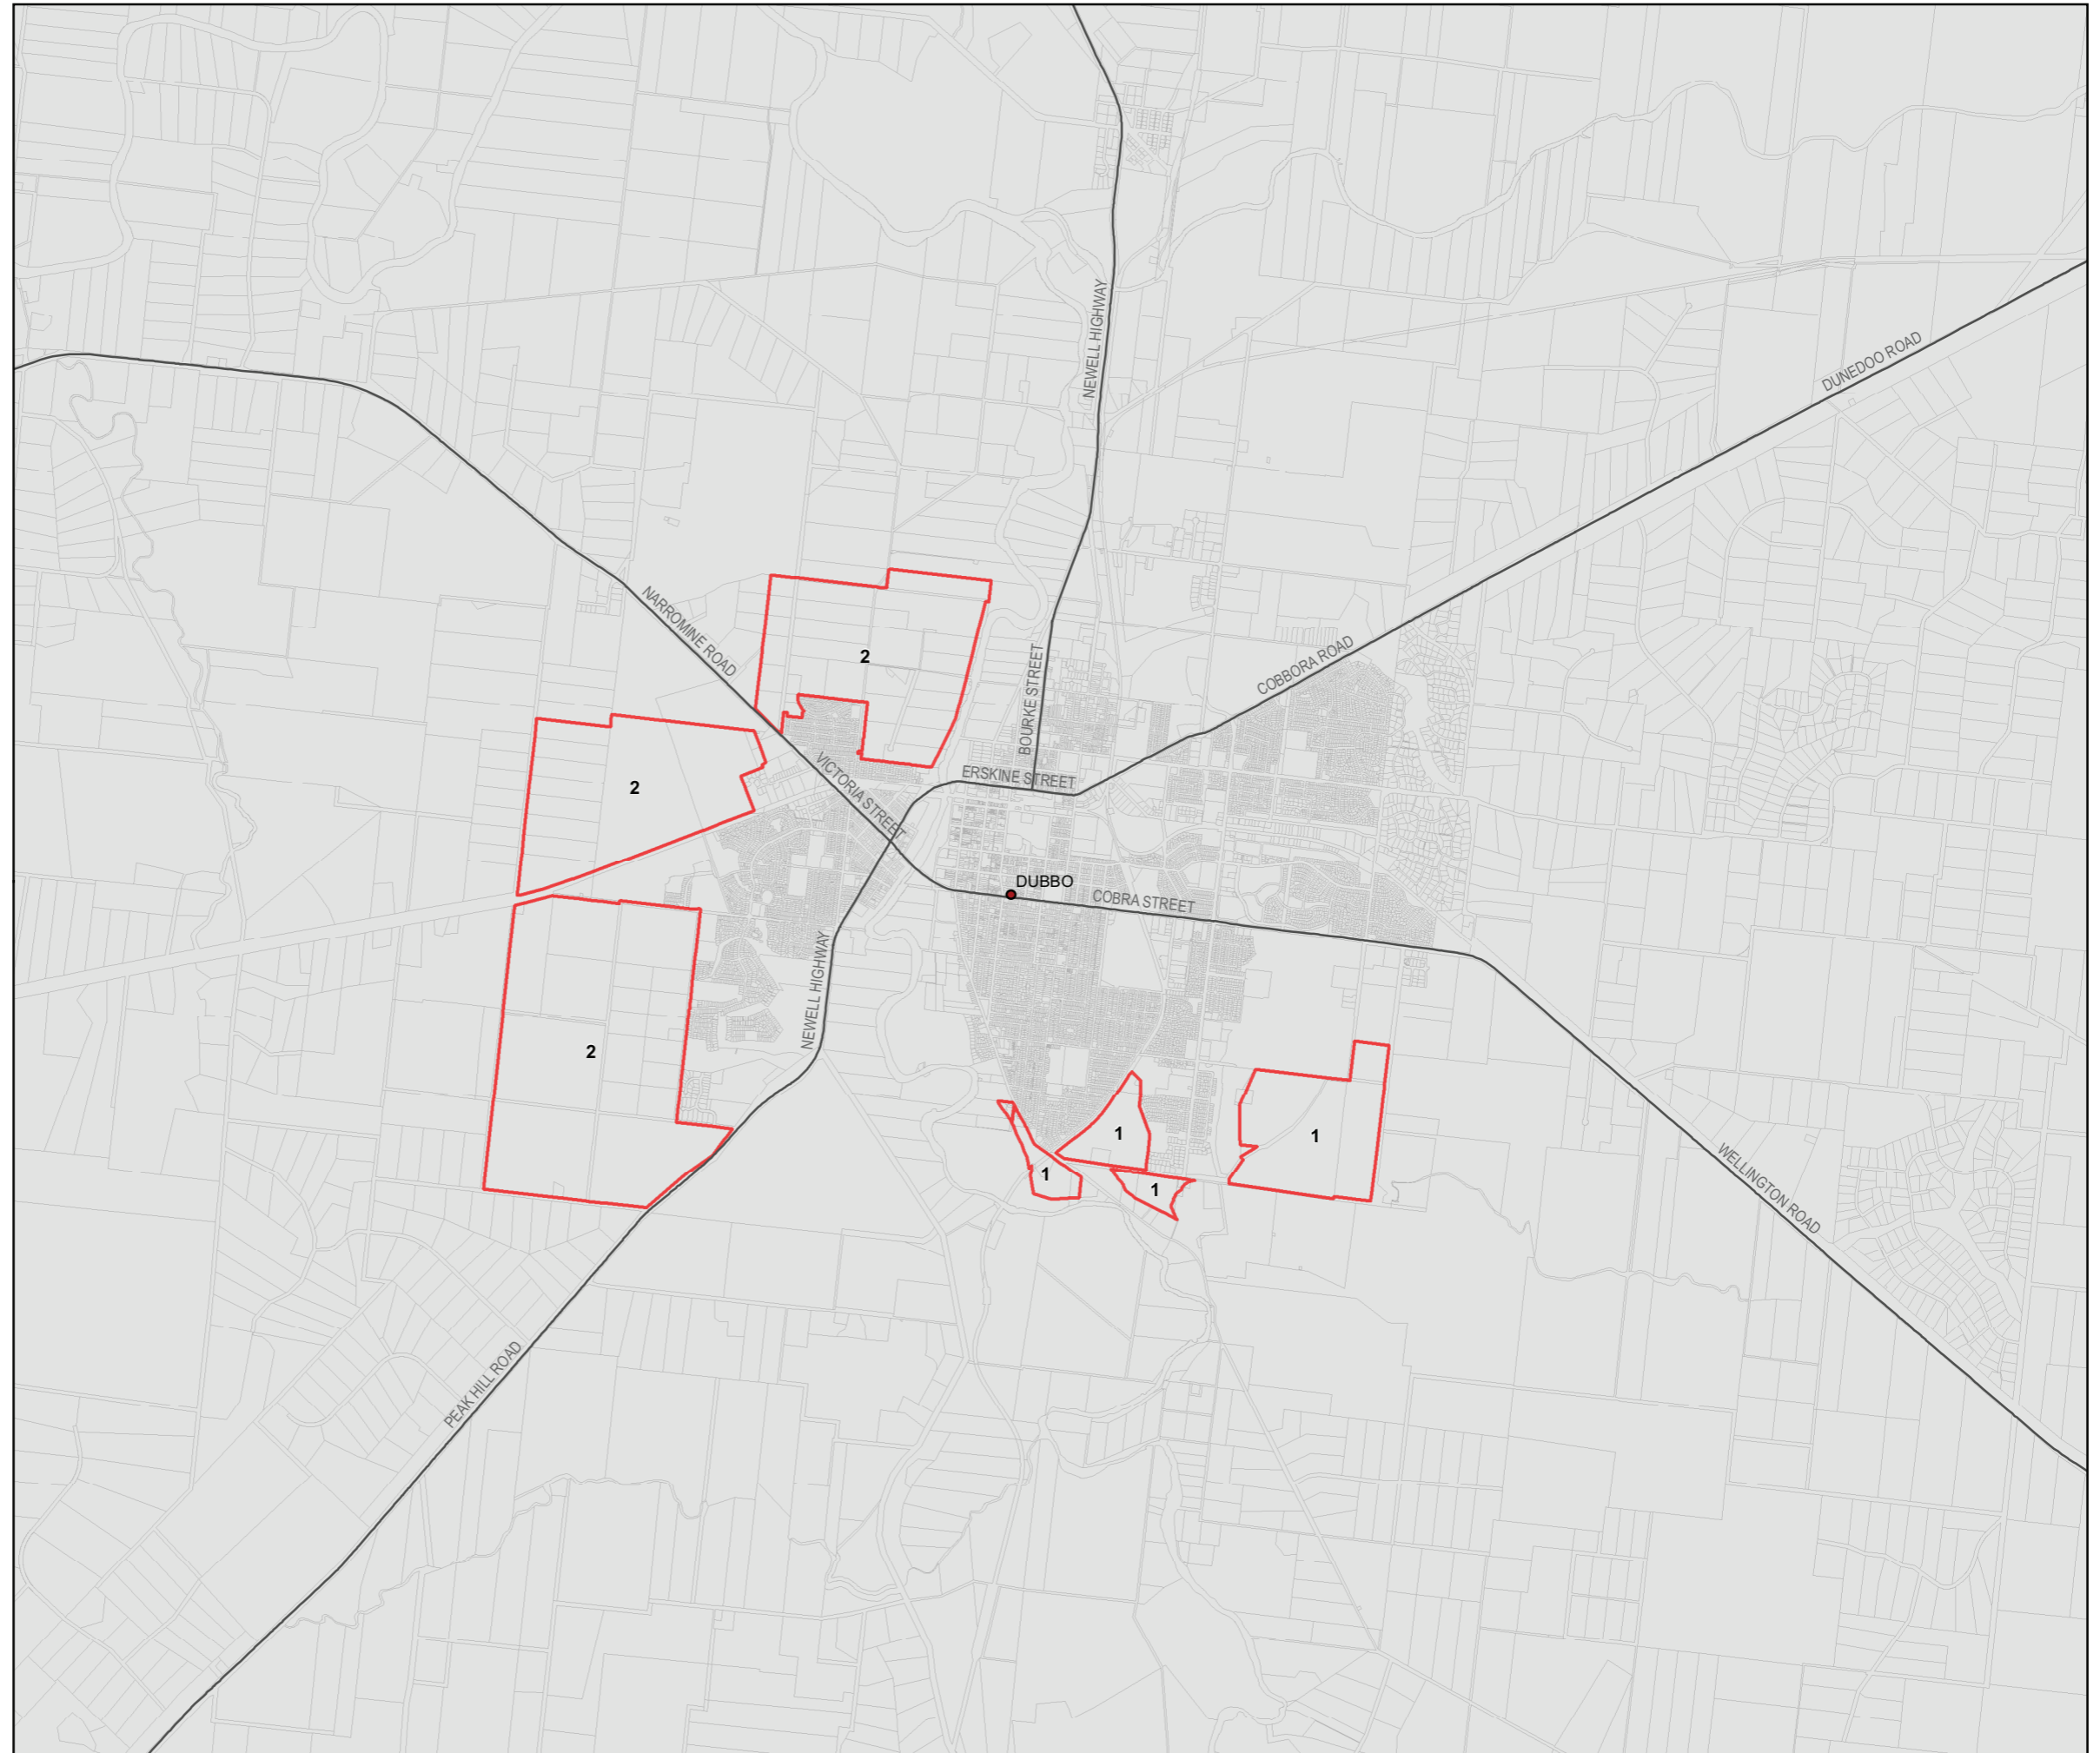 NEWELL HIGHWAY
DUNEDOO ROAD
NARROMINE ROAD
2
COBBORA ROAD
BOURKE STREET
2
VICTORIA STREET
ERSKINE STREET
DUBBO
COBRA STREET
NEWELL HIGHWAY
2
1
1
1
1
WELLINGTON ROAD
PEAK HILL ROAD